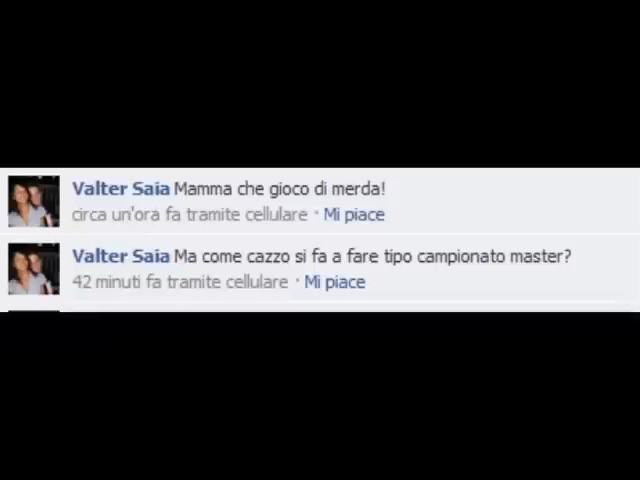 Valter Saia Mamma che gioco di merda!
circa un'ora fa tramite cellulare · Mi piace
Valter Saia Ma come cazzo si fa a fare tipo campionato master?
42 minuti fa tramite cellulare · Mi piace